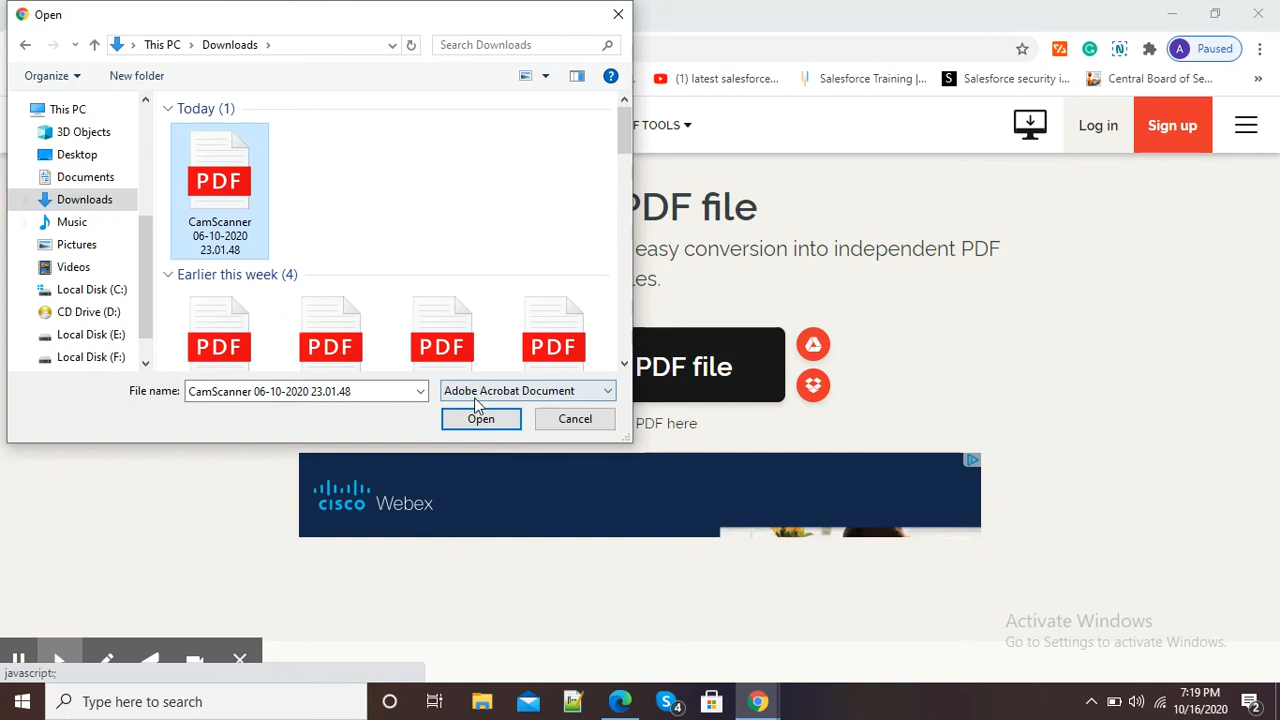 Open
This PC
Downloads
Search Downloads
Organize
New folder
This PC
3D Objects
Desktop
Documents
Downloads
Music
Pictures
Videos
Local Disk (C:)
CD Drive (D:)
Local Disk (E:)
Local Disk (F:)
Today (1)
PDF
CamScanner
06-10-2020
23.01.48
Earlier this week (4)
PDF
PDF
PDF
PDF
File name:
CamScanner 06-10-2020 23.01.48
Adobe Acrobat Document
Open
Cancel
A
Paused
(1) latest salesforce...
Salesforce Training |...
S
Salesforce security i...
Central Board of Se...
»
F TOOLS
Log in
Sign up
PDF file
easy conversion into independent PDF
es.
PDF file
PDF here
CISCO Webex
Activate Windows
Go to Settings to activate Windows.
javascript:;
Type here to search
4
7:19 PM
10/16/2020
2